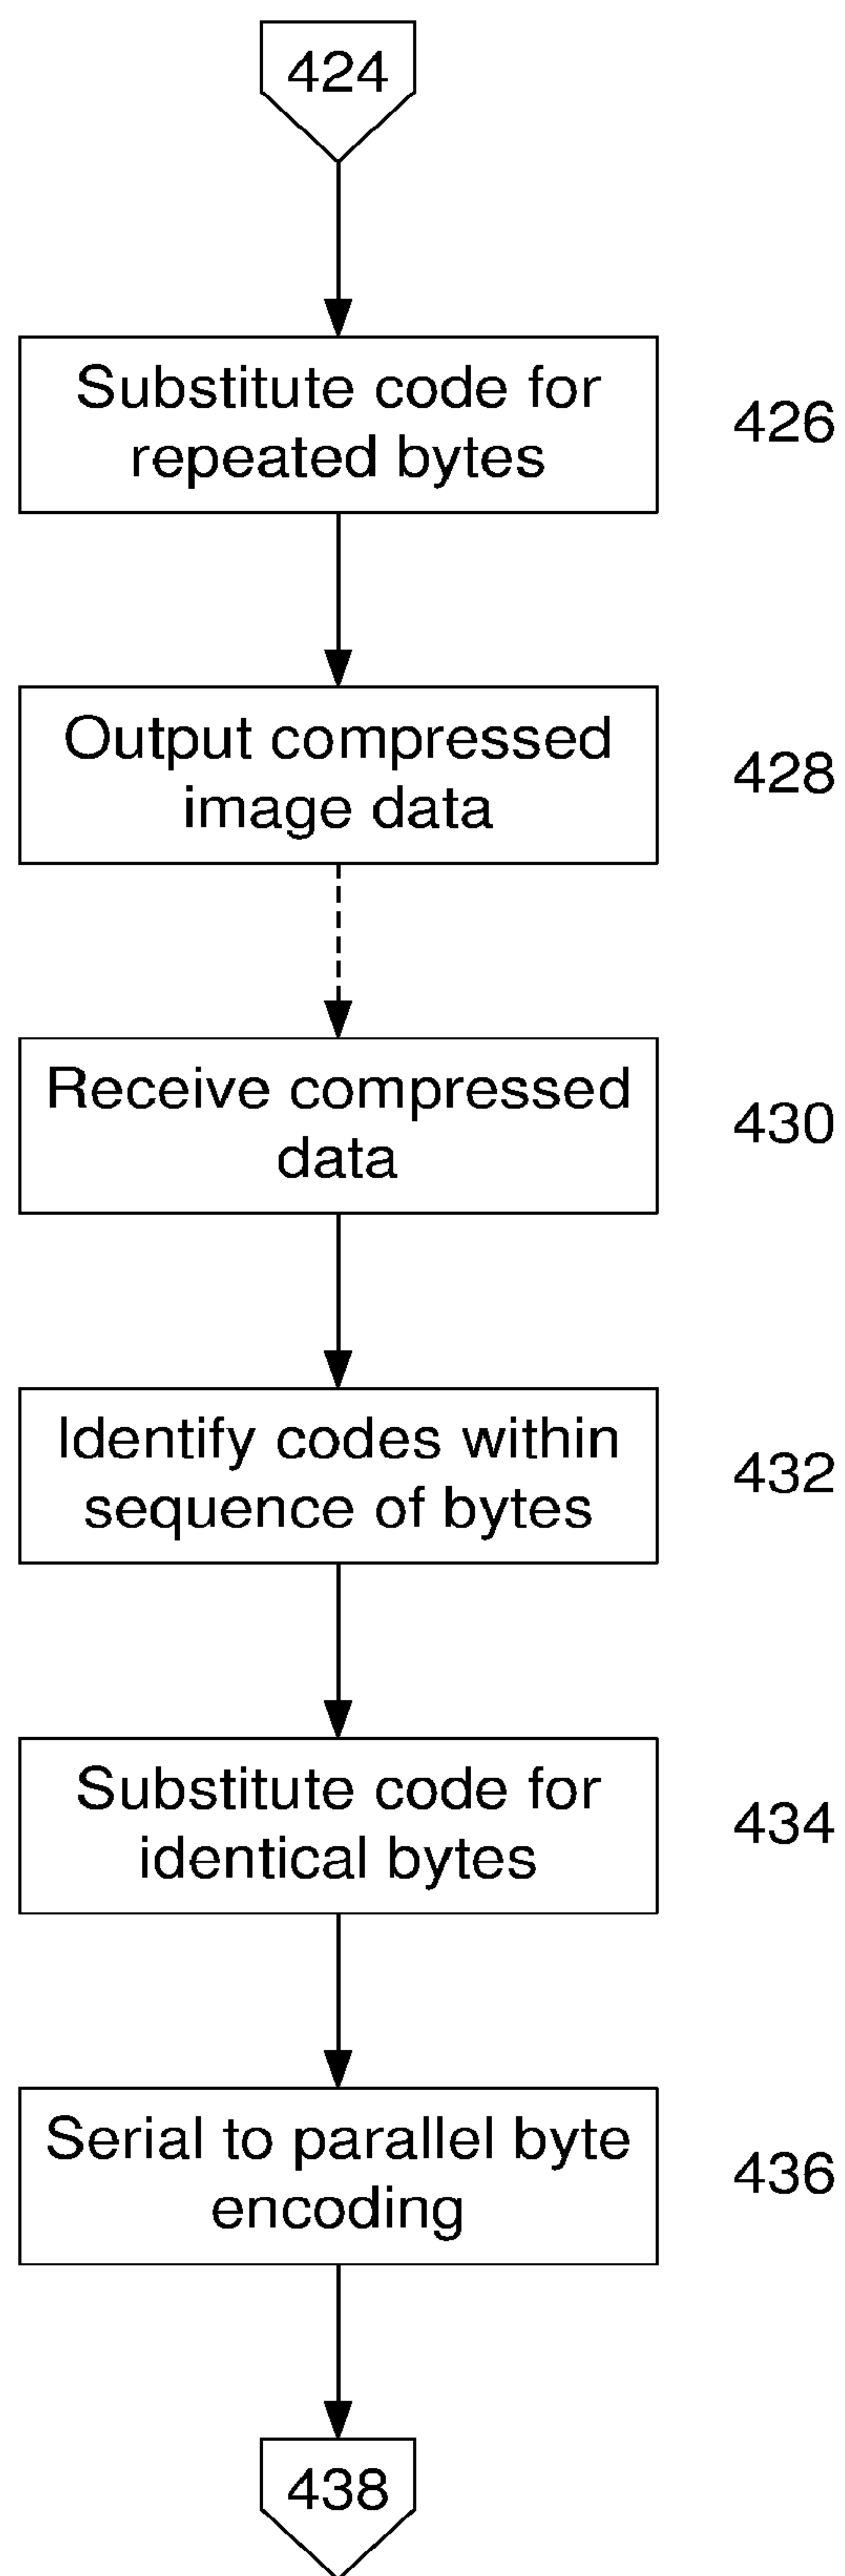 424
Substitute code for
repeated bytes
426
Output compressed
image data
428
Receive compressed
data
430
Identify codes within
sequence of bytes
432
Substitute code for
identical bytes
434
Serial to parallel byte
encoding
436
438